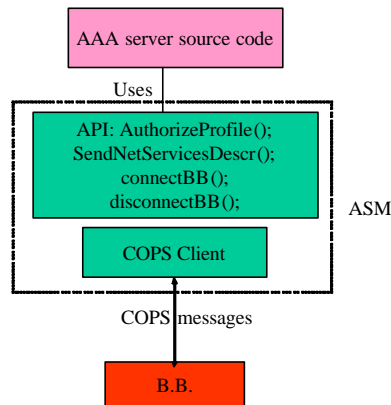 AAA server source code
Uses
API: AuthorizeProfile();
SendNetServicesDescr();
connectBB();
disconnectBB();
ASM
COPS Client
COPS messages
B.B.